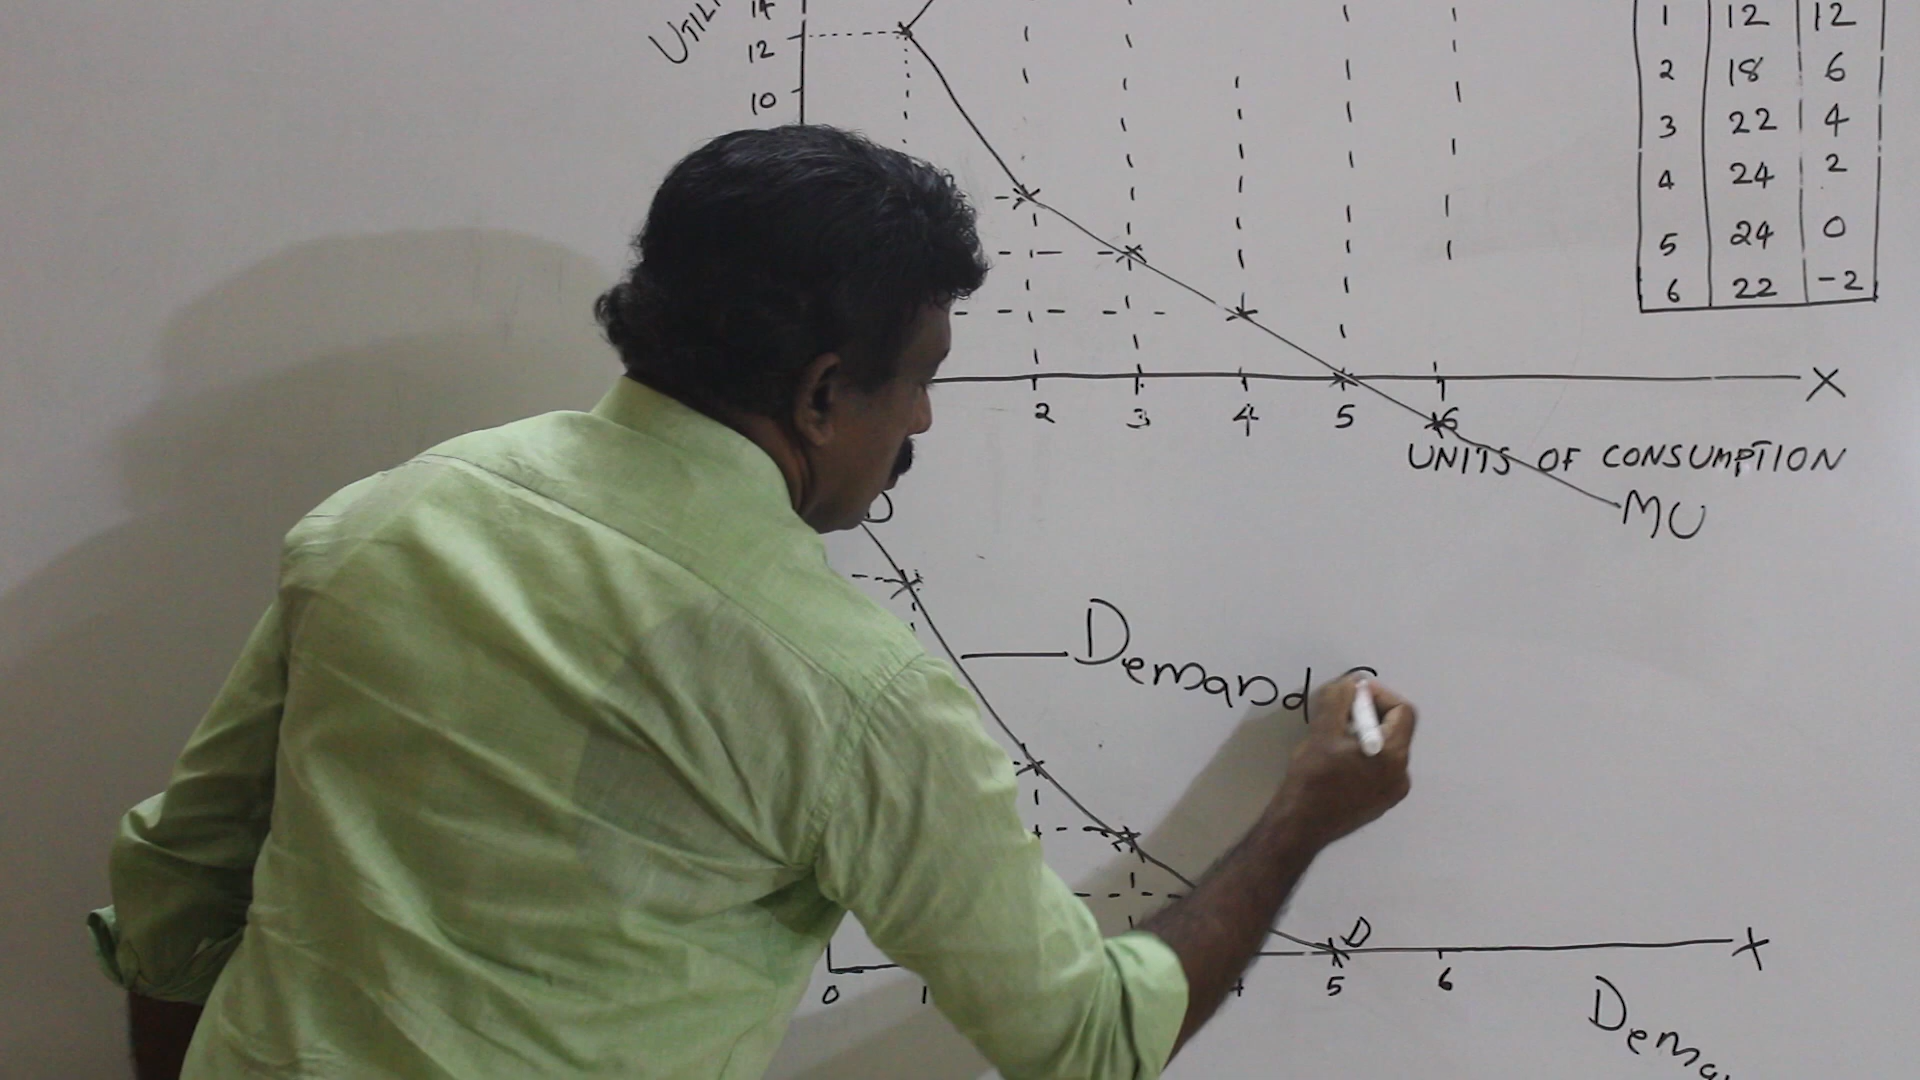 14
UTILI
12
10
1 12 12
2 18 6
3 22 4
4 24 2
5 24 0
6 22 -2
X
2 3 4 5 6
UNITS OF CONSUMPTION
MU
D
Demand
D
X
0 1 5 6
Dema